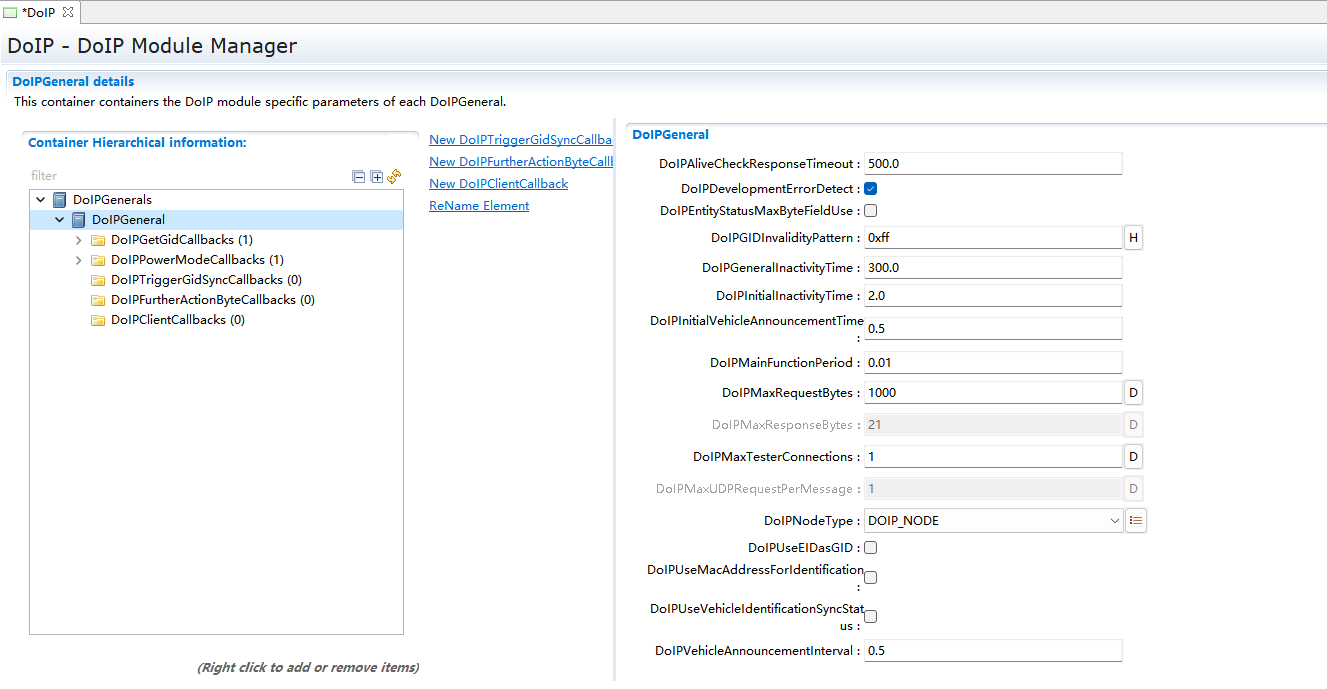 *DoIP
DoIP - DoIP Module Manager
DoIPGeneral details
This container containers the DoIP module specific parameters of each DoIPGeneral.
Container Hierarchical information:
filter
DoIPGenerals
DoIPGeneral
DoIPGetGidCallbacks (1)
DoIPPowerModeCallbacks (1)
DoIPTriggerGidSyncCallbacks (0)
DoIPFurtherActionByteCallbacks (0)
DoIPClientCallbacks (0)
(Right click to add or remove items)
New DoIPTriggerGidSyncCallba
New DoIPFurtherActionByteCallb
New DoIPClientCallback
ReName Element
DoIPGeneral
DoIPAliveCheckResponseTimeout : 500.0
DoIPDevelopmentErrorDetect :
DoIPEntityStatusMaxByteFieldUse :
DoIPGIDInvalidityPattern : 0xff H
DoIPGeneralInactivityTime : 300.0
DoIPInitialInactivityTime : 2.0
DoIPInitialVehicleAnnouncementTime
: 0.5
DoIPMainFunctionPeriod : 0.01
DoIPMaxRequestBytes : 1000 D
DoIPMaxResponseBytes : 21 D
DoIPMaxTesterConnections : 1 D
DoIPMaxUDPRequestPerMessage : 1 D
DoIPNodeType : DOIP_NODE
DoIPUseEIDasGID :
DoIPUseMacAddressForIdentification
:
DoIPUseVehicleIdentificationSyncStat
us :
DoIPVehicleAnnouncementInterval : 0.5